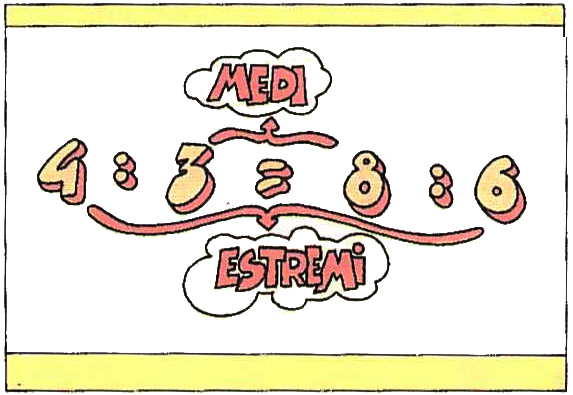 MEDI
4 : 3 = 8 : 6
ESTREMI